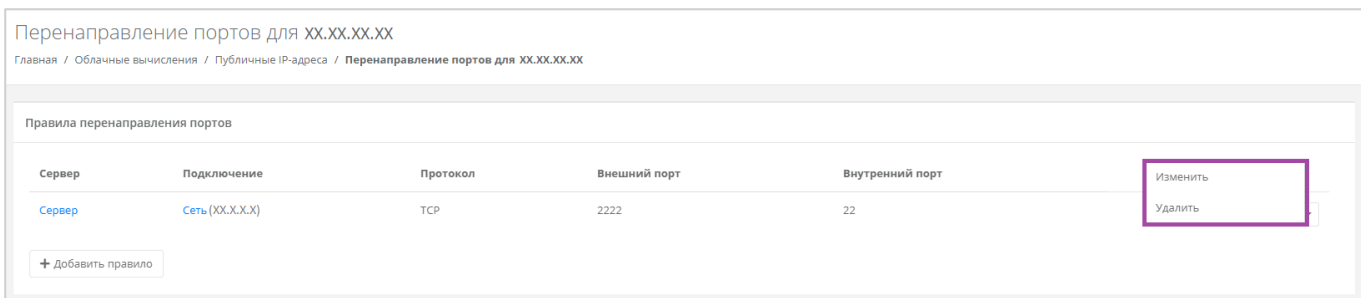 Перенаправление портов для XX.XX.XX.XX
Главная / Облачные вычисления / Публичные IP-адреса / Перенаправление портов для XX.XX.XX.XX
Правила перенаправления портов
Сервер Подключение Протокол Внешний порт Внутренний порт
Изменить
Сервер Сеть (XX.X.X.X) TCP 2222 22
Удалить
+ Добавить правило